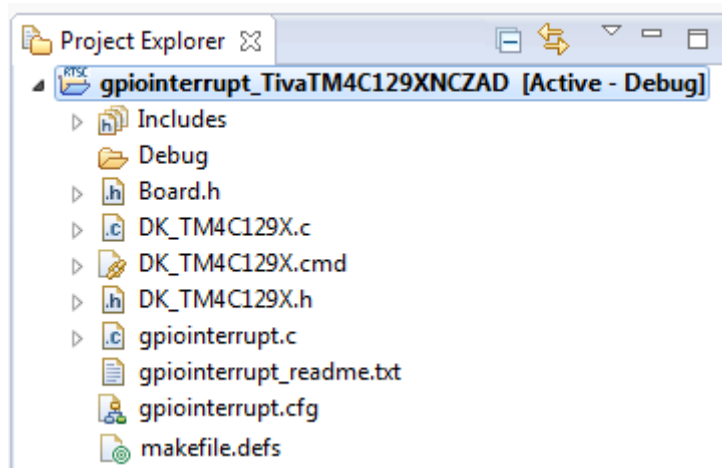 Project Explorer
RTSC gpiointerrupt_TivaTM4C129XNCZAD [Active - Debug]
h Includes
Debug
.h Board.h
.c DK_TM4C129X.c
DK_TM4C129X.cmd
.h DK_TM4C129X.h
.c gpiointerrupt.c
gpiointerrupt_readme.txt
gpiointerrupt.cfg
makefile.defs